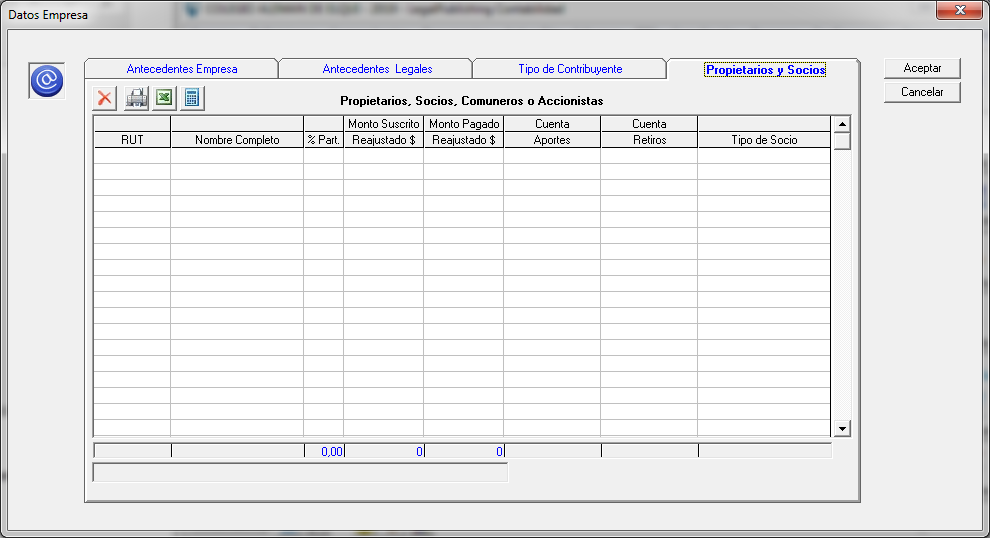 Datos Empresa
Antecedentes Empresa
Antecedentes Legales
Tipo de Contribuyente
Propietarios y Socios
Aceptar
Cancelar
Propietarios, Socios, Comuneros o Accionistas
Monto Suscrito Monto Pagado Cuenta Cuenta
RUT Nombre Completo % Part. Reajustado $ Reajustado $ Aportes Retiros Tipo de Socio
0,00 0 0